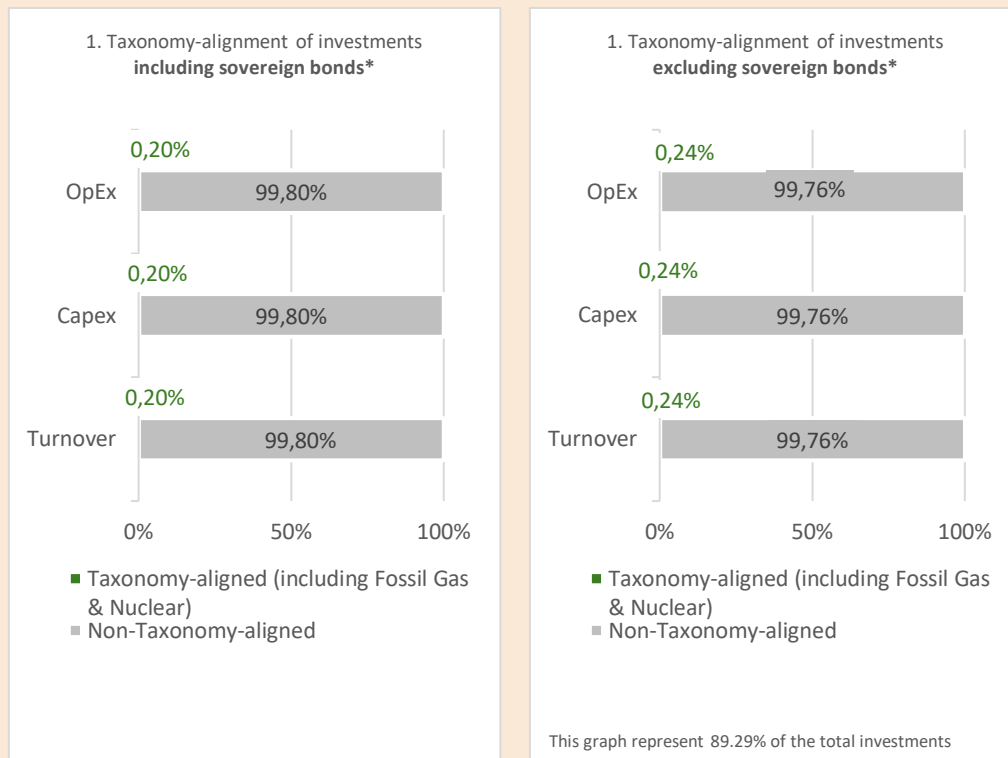 1. Taxonomy-alignment of investments
including sovereign bonds*
0,20%
OpEx
99,80%
0,20%
Capex
99,80%
0,20%
Turnover
99,80%
0%
50%
100%
Taxonomy-aligned (including Fossil Gas
& Nuclear)
Non-Taxonomy-aligned
1. Taxonomy-alignment of investments
excluding sovereign bonds*
0,24%
OpEx
99,76%
0,24%
Capex
99,76%
0,24%
Turnover
99,76%
0%
50%
100%
Taxonomy-aligned (including Fossil Gas
& Nuclear)
Non-Taxonomy-aligned
This graph represent 89.29% of the total investments